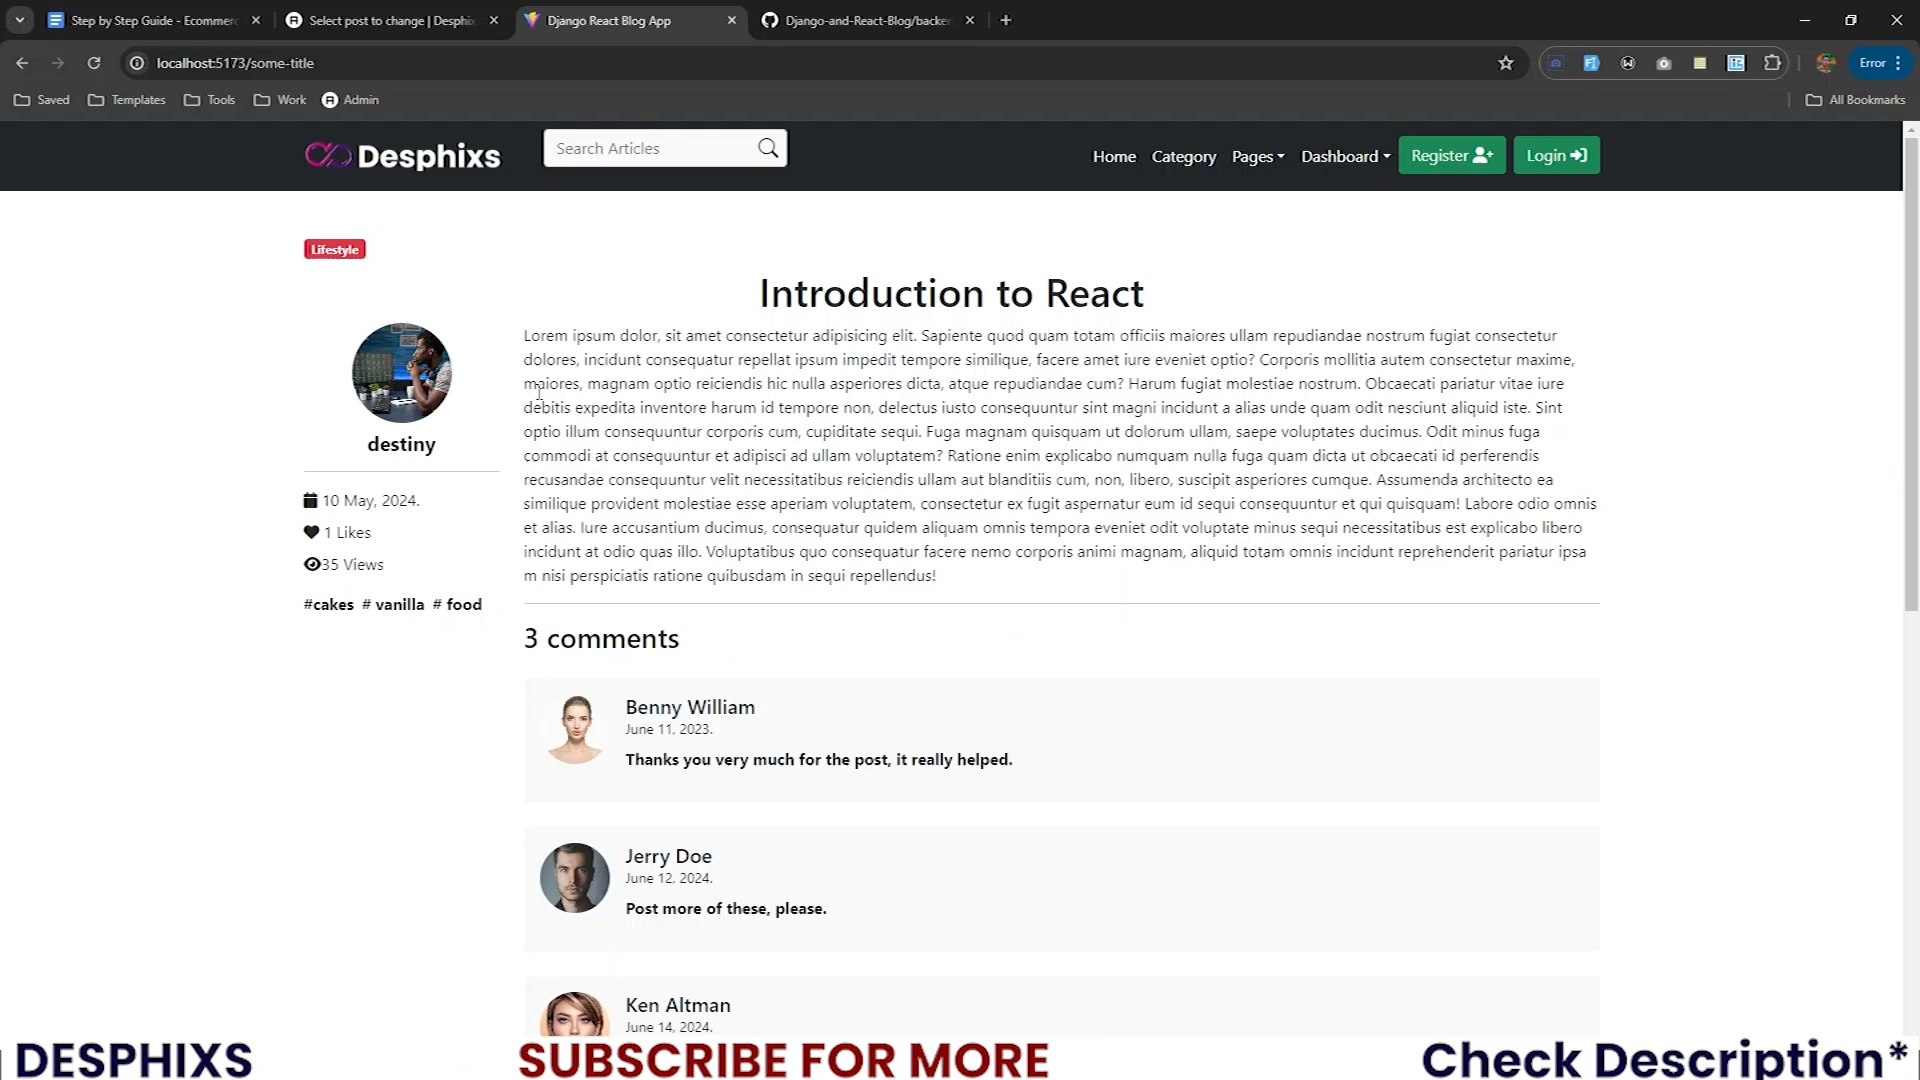 Step by Step Guide - Ecommerc
Select post to change | Desphix
Django React Blog App
Django-and-React-Blog/backen
localhost:5173/some-title
Error
Saved
Templates
Tools
Work
Admin
All Bookmarks
Desphixs
Search Articles
Home
Category
Pages
Dashboard
Register
Login
Lifestyle
Introduction to React
destiny
10 May, 2024.
1 Likes
35 Views
#cakes # vanilla # food
Lorem ipsum dolor, sit amet consectetur adipisicing elit. Sapiente quod quam totam officiis maiores ullam repudiandae nostrum fugiat consectetur
dolores, incidunt consequatur repellat ipsum impedit tempore similique, facere amet iure eveniet optio? Corporis mollitia autem consectetur maxime,
maiores, magnam optio reiciendis hic nulla asperiores dicta, atque repudiandae cum? Harum fugiat molestiae nostrum. Obcaecati pariatur vitae iure
debitis expedita inventore harum id tempore non, delectus iusto consequuntur sint magni incidunt a alias unde quam odit nesciunt aliquid iste. Sint
optio illum consequuntur corporis cum, cupiditate sequi. Fuga magnam quisquam ut dolorum ullam, saepe voluptates ducimus. Odit minus fuga
commodi at consequuntur et adipisci ad ullam voluptatem? Ratione enim explicabo numquam nulla fuga quam dicta ut obcaecati id perferendis
recusandae consequuntur velit necessitatibus reiciendis ullam aut blanditiis cum, non, libero, suscipit asperiores cumque. Assumenda architecto ea
similique provident molestiae esse aperiam voluptatem, consectetur ex fugit aspernatur eum id sequi consequuntur et qui quisquam! Labore odio omnis
et alias. Iure accusantium ducimus, consequatur quidem aliquam omnis tempora eveniet odit voluptate minus sequi necessitatibus est explicabo libero
incidunt at odio quas illo. Voluptatibus quo consequatur facere nemo corporis animi magnam, aliquid totam omnis incidunt reprehenderit pariatur ipsa
m nisi perspiciatis ratione quibusdam in sequi repellendus!
3 comments
Benny William
June 11, 2023.
Thanks you very much for the post, it really helped.
Jerry Doe
June 12, 2024.
Post more of these, please.
Ken Altman
June 14, 2024.
DESPHIXS
SUBSCRIBE FOR MORE
Check Description*